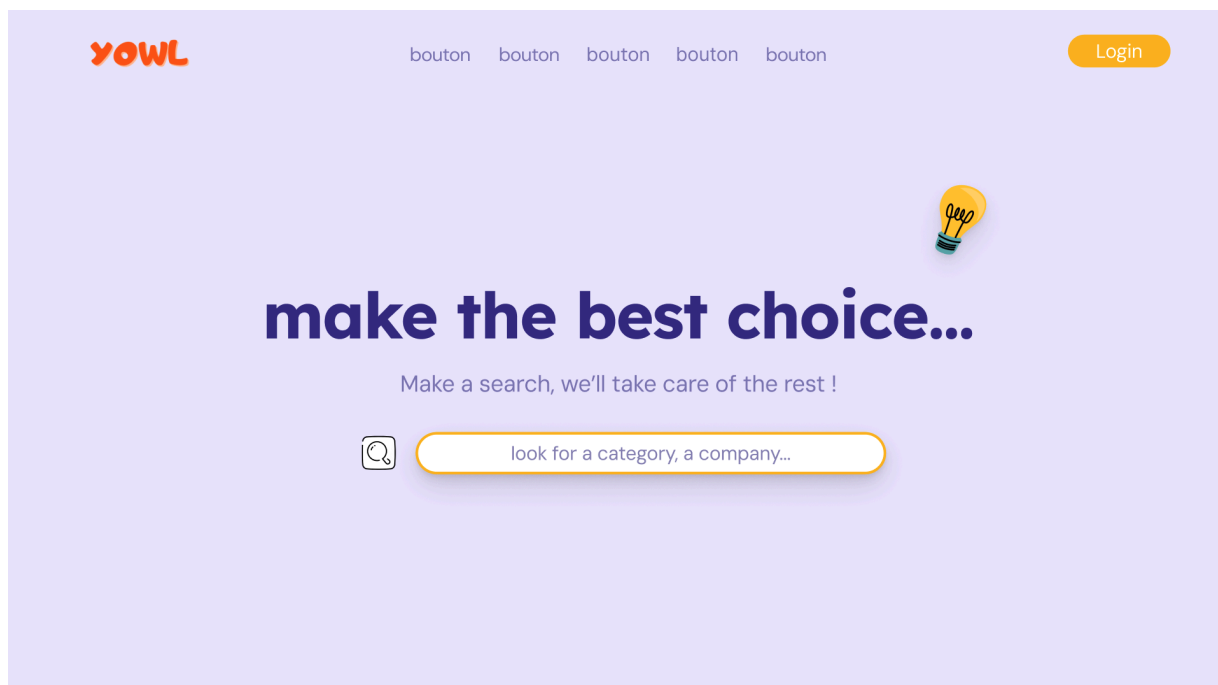 YOWL
bouton bouton bouton bouton bouton
Login
make the best choice...
Make a search, we'll take care of the rest !
look for a category, a company...